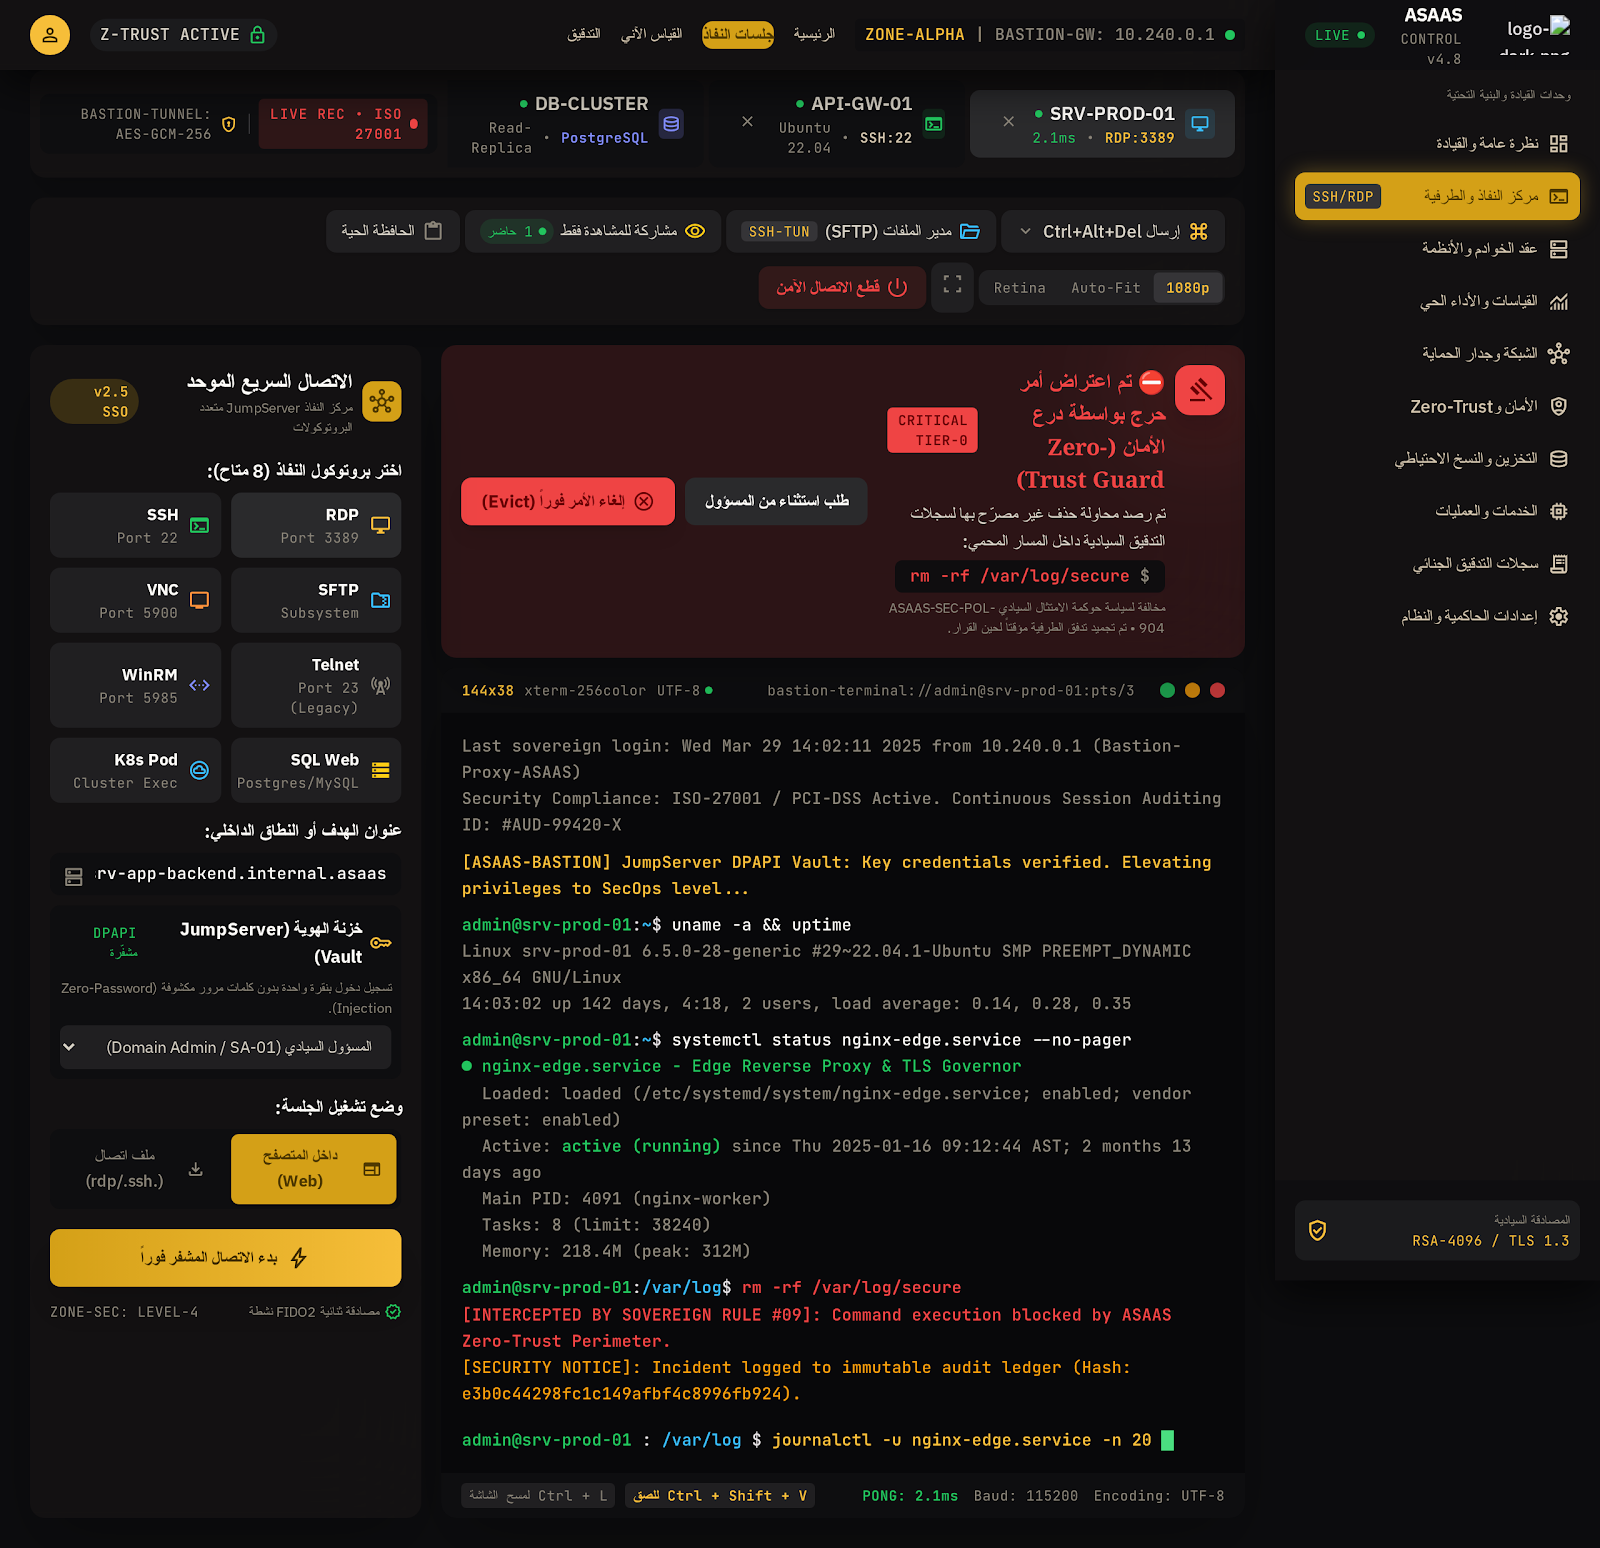 logo-
dark.png
ASAAS
CONTROL
v4.8
LIVE
ZONE-ALPHA | BASTION-GW: 10.240.0.1
الرئيسية
جلسات النفاذ
القياس الآني
التدقيق
Z-TRUST ACTIVE
وحدات القيادة والبنية التحتية
نظرة عامة والقيادة
مركز النفاذ والطرفية
SSH/RDP
عقد الخوادم والأنظمة
القياسات والأداء الحي
الشبكة وجدار الحماية
الأمان وZero-Trust
التخزين والنسخ الاحتياطي
الخدمات والعمليات
سجلات التدقيق الجنائي
إعدادات الحاكمية والنظام
المصادقة السيادية
RSA-4096 / TLS 1.3
SRV-PROD-01
2.1ms • RDP:3389
API-GW-01
Ubuntu
22.04 • SSH:22
DB-CLUSTER
Read-
Replica • PostgreSQL
LIVE REC • ISO
27001
BASTION-TUNNEL:
AES-GCM-256
إرسال Ctrl+Alt+Del
مدير الملفات (SFTP)
SSH-TUN
مشاركة للمشاهدة فقط
1 حاضر
الحافظة الحية
1080p
Auto-Fit
Retina
قطع الاتصال الآمن
⛔ تم اعتراض أمر
حرج بواسطة درع
الأمان (Zero-
Trust Guard)
CRITICAL
TIER-0
تم رصد محاولة حذف غير مصرّح بها لسجلات
التدقيق السيادية داخل المسار المحمي:
$ rm -rf /var/log/secure
مخالفة لسياسة حوكمة الامتثال السيادي ASAAS-SEC-POL-
904 • تم تجميد تدفق الطرفية مؤقتاً لحين القرار.
طلب استثناء من المسؤول
إلغاء الأمر فوراً (Evict)
bastion-terminal://admin@srv-prod-01:pts/3
144x38 xterm-256color UTF-8
Last sovereign login: Wed Mar 29 14:02:11 2025 from 10.240.0.1 (Bastion-
Proxy-ASAAS)
Security Compliance: ISO-27001 / PCI-DSS Active. Continuous Session Auditing
ID: #AUD-99420-X
[ASAAS-BASTION] JumpServer DPAPI Vault: Key credentials verified. Elevating
privileges to SecOps level...
admin@srv-prod-01:~$ uname -a && uptime
Linux srv-prod-01 6.5.0-28-generic #29~22.04.1-Ubuntu SMP PREEMPT_DYNAMIC
x86_64 GNU/Linux
14:03:02 up 142 days, 4:18, 2 users, load average: 0.14, 0.28, 0.35
admin@srv-prod-01:~$ systemctl status nginx-edge.service --no-pager
● nginx-edge.service - Edge Reverse Proxy & TLS Governor
Loaded: loaded (/etc/systemd/system/nginx-edge.service; enabled; vendor
preset: enabled)
Active: active (running) since Thu 2025-01-16 09:12:44 AST; 2 months 13
days ago
Main PID: 4091 (nginx-worker)
Tasks: 8 (limit: 38240)
Memory: 218.4M (peak: 312M)
admin@srv-prod-01:/var/log$ rm -rf /var/log/secure
[INTERCEPTED BY SOVEREIGN RULE #09]: Command execution blocked by ASAAS
Zero-Trust Perimeter.
[SECURITY NOTICE]: Incident logged to immutable audit ledger (Hash:
e3b0c44298fc1c149afbf4c8996fb924).
admin@srv-prod-01 : /var/log $ journalctl -u nginx-edge.service -n 20
Ctrl + L لمسح الشاشة
Ctrl + Shift + V للصق
PONG: 2.1ms
Baud: 115200
Encoding: UTF-8
الاتصال السريع الموحد
مركز النفاذ JumpServer متعدد
البروتوكولات
v2.5
SSO
اختر بروتوكول النفاذ (8 متاح):
RDP
Port 3389
SSH
Port 22
SFTP
Subsystem
VNC
Port 5900
Telnet
Port 23
(Legacy)
WinRM
Port 5985
SQL Web
Postgres/MySQL
K8s Pod
Cluster Exec
عنوان الهدف أو النطاق الداخلي:
rv-app-backend.internal.asaas
خزنة الهوية (JumpServer
Vault)
DPAPI
مشفّرة
تسجيل دخول بنقرة واحدة بدون كلمات مرور مكشوفة (Zero-Password
Injection).
المسؤول السيادي (Domain Admin / SA-01)
وضع تشغيل الجلسة:
داخل المتصفح
(Web)
ملف اتصال
(.rdp/.ssh)
بدء الاتصال المشفر فوراً
مصادقة ثنائية FIDO2 نشطة
ZONE-SEC: LEVEL-4